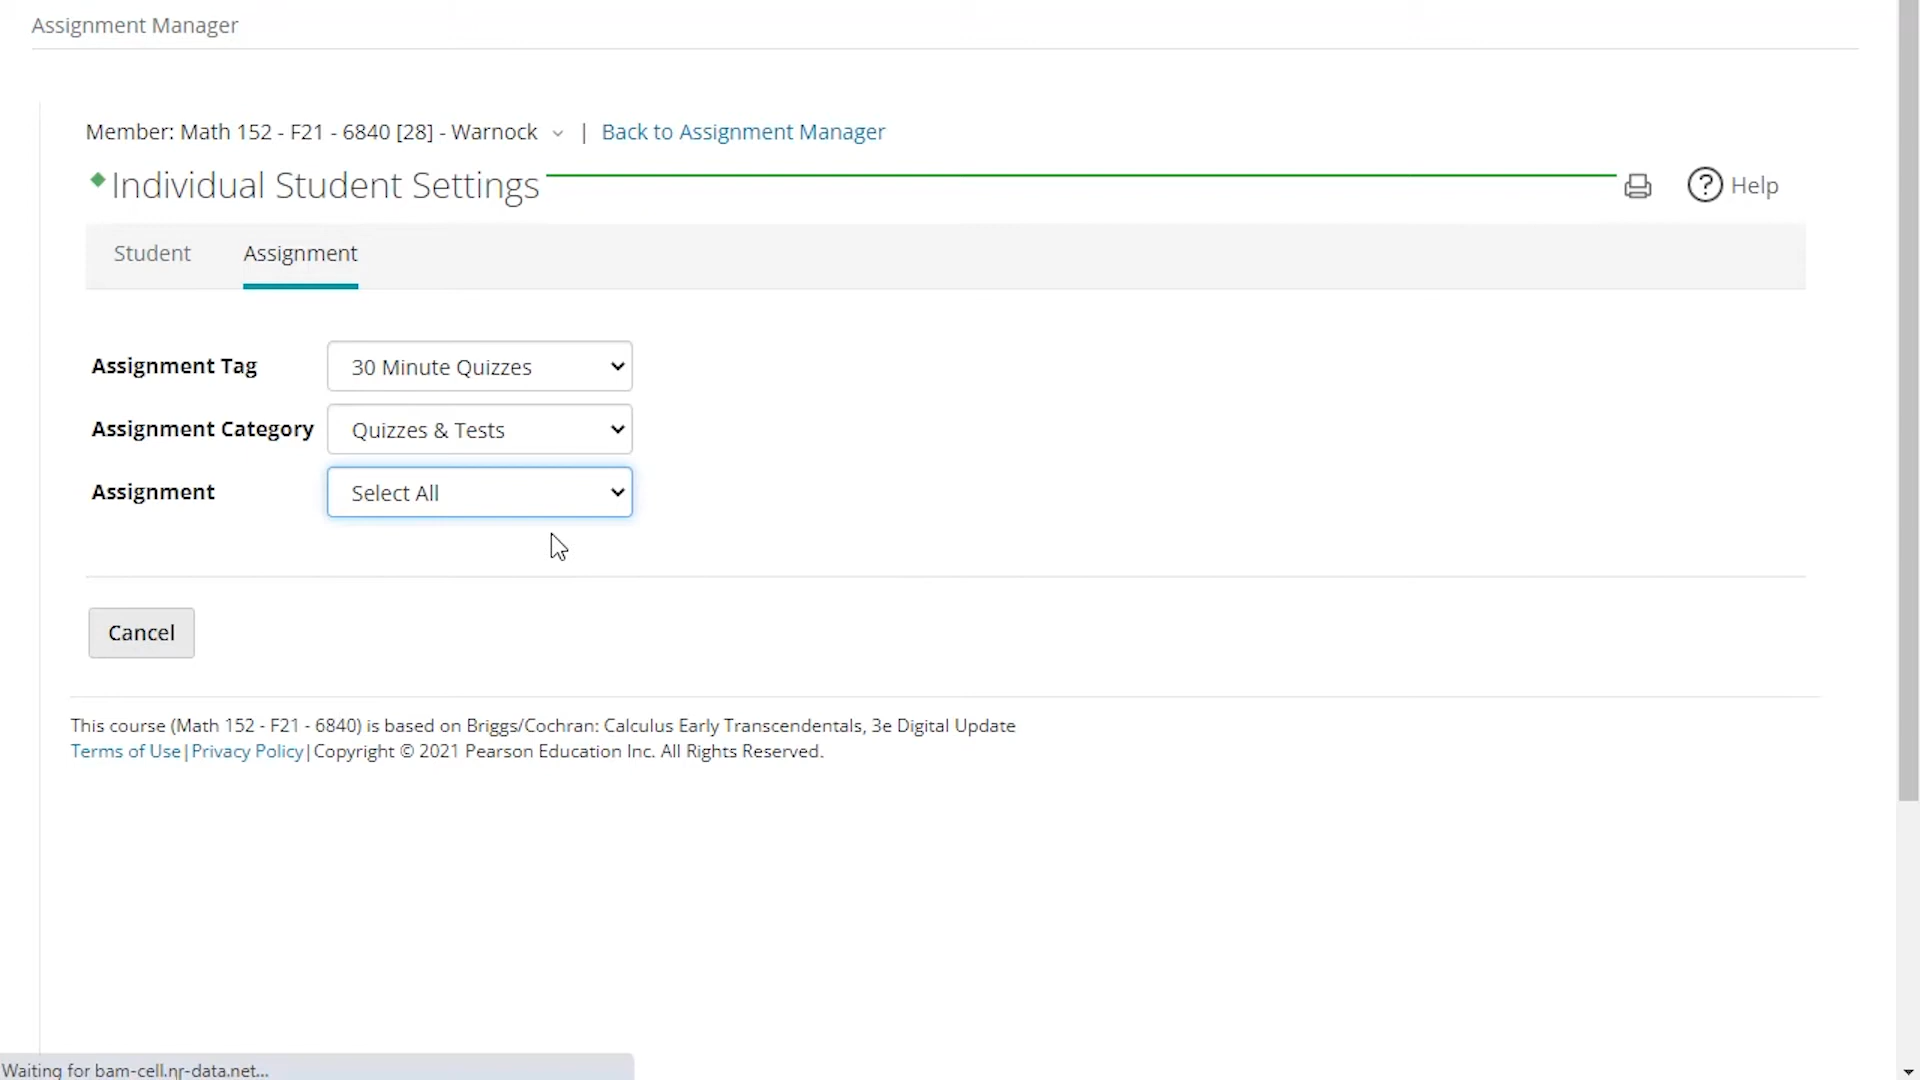 Assignment Manager
Member: Math 152 - F21 - 6840 [28] - Warnock | Back to Assignment Manager
Individual Student Settings
? Help
Student Assignment
Assignment Tag 30 Minute Quizzes
Assignment Category Quizzes & Tests
Assignment Select All
Cancel
This course (Math 152 - F21 - 6840) is based on Briggs/Cochran: Calculus Early Transcendentals, 3e Digital Update
Terms of Use|Privacy Policy|Copyright © 2021 Pearson Education Inc. All Rights Reserved.
Waiting for bam-cell.nr-data.net...